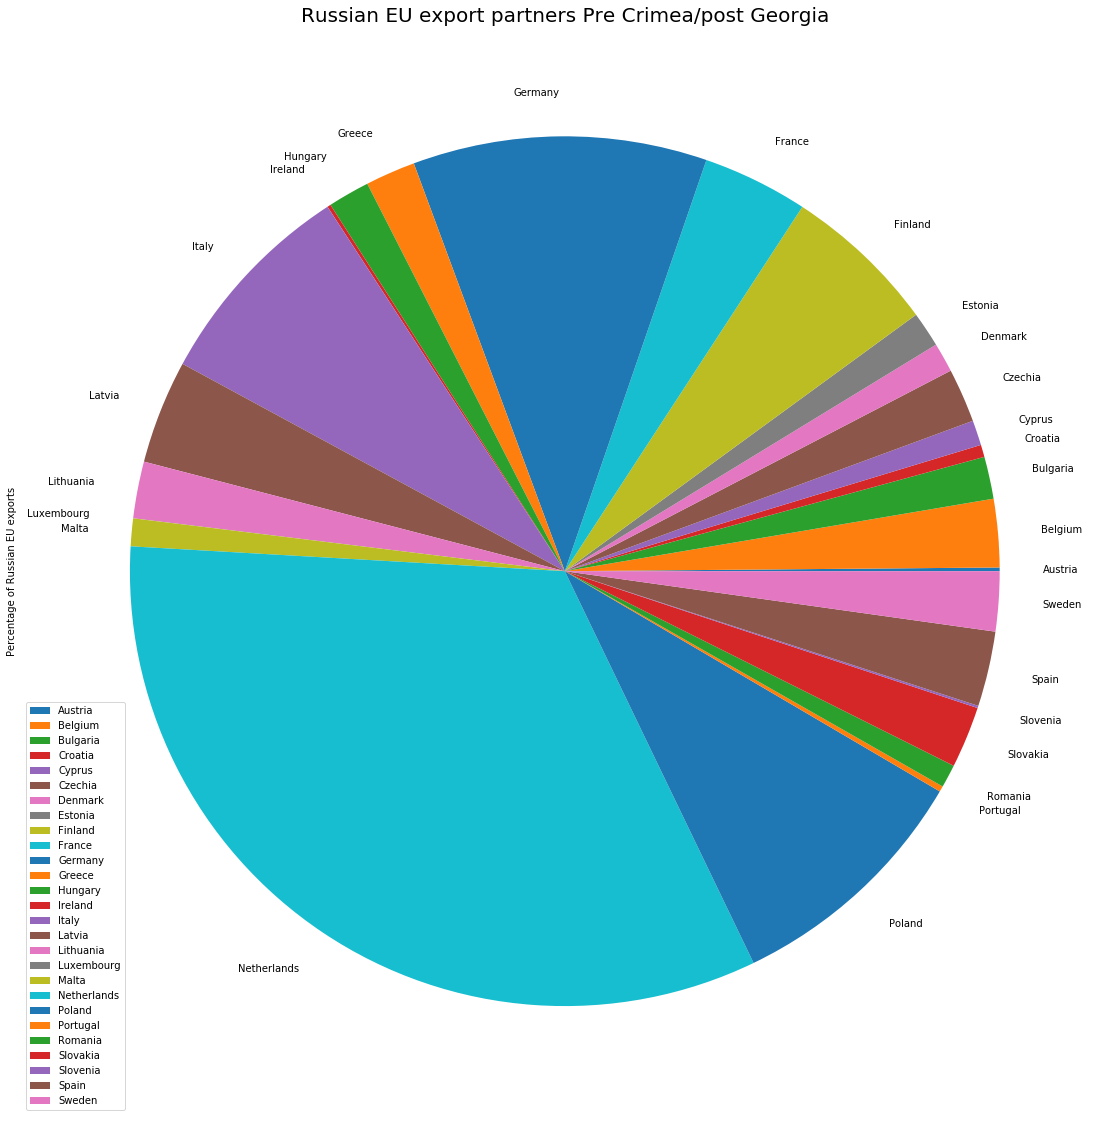 Russian EU export partners Pre Crimea/post Georgia
Germany
Greece
France
Hungary
Ireland
Finland
Italy
Estonia
Denmark
Czechia
Latvia
Cyprus
Croatia
Bulgaria
Lithuania
Luxembourg
Malta
Belgium
Austria
Percentage of Russian EU exports
Sweden
Spain
Slovenia
Slovakia
Romania
Portugal
Poland
Netherlands
Austria
Belgium
Bulgaria
Croatia
Cyprus
Czechia
Denmark
Estonia
Finland
France
Germany
Greece
Hungary
Ireland
Italy
Latvia
Lithuania
Luxembourg
Malta
Netherlands
Poland
Portugal
Romania
Slovakia
Slovenia
Spain
Sweden